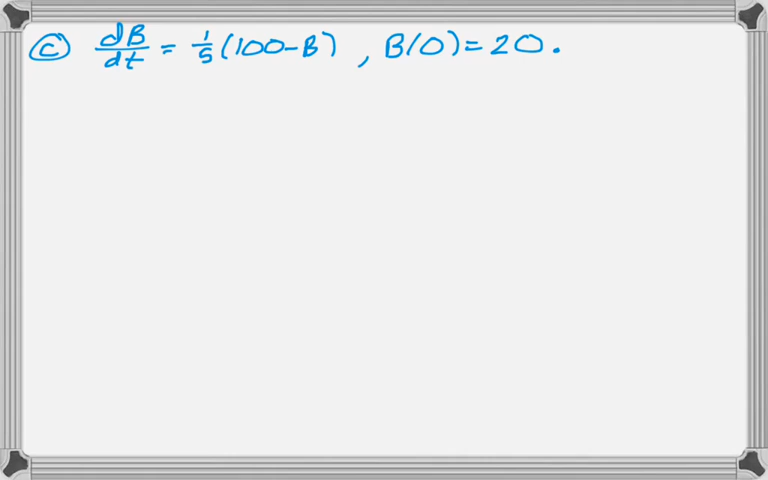 Ⓒ dB/dt = 1/5 (100-B) , B(0) = 20 .